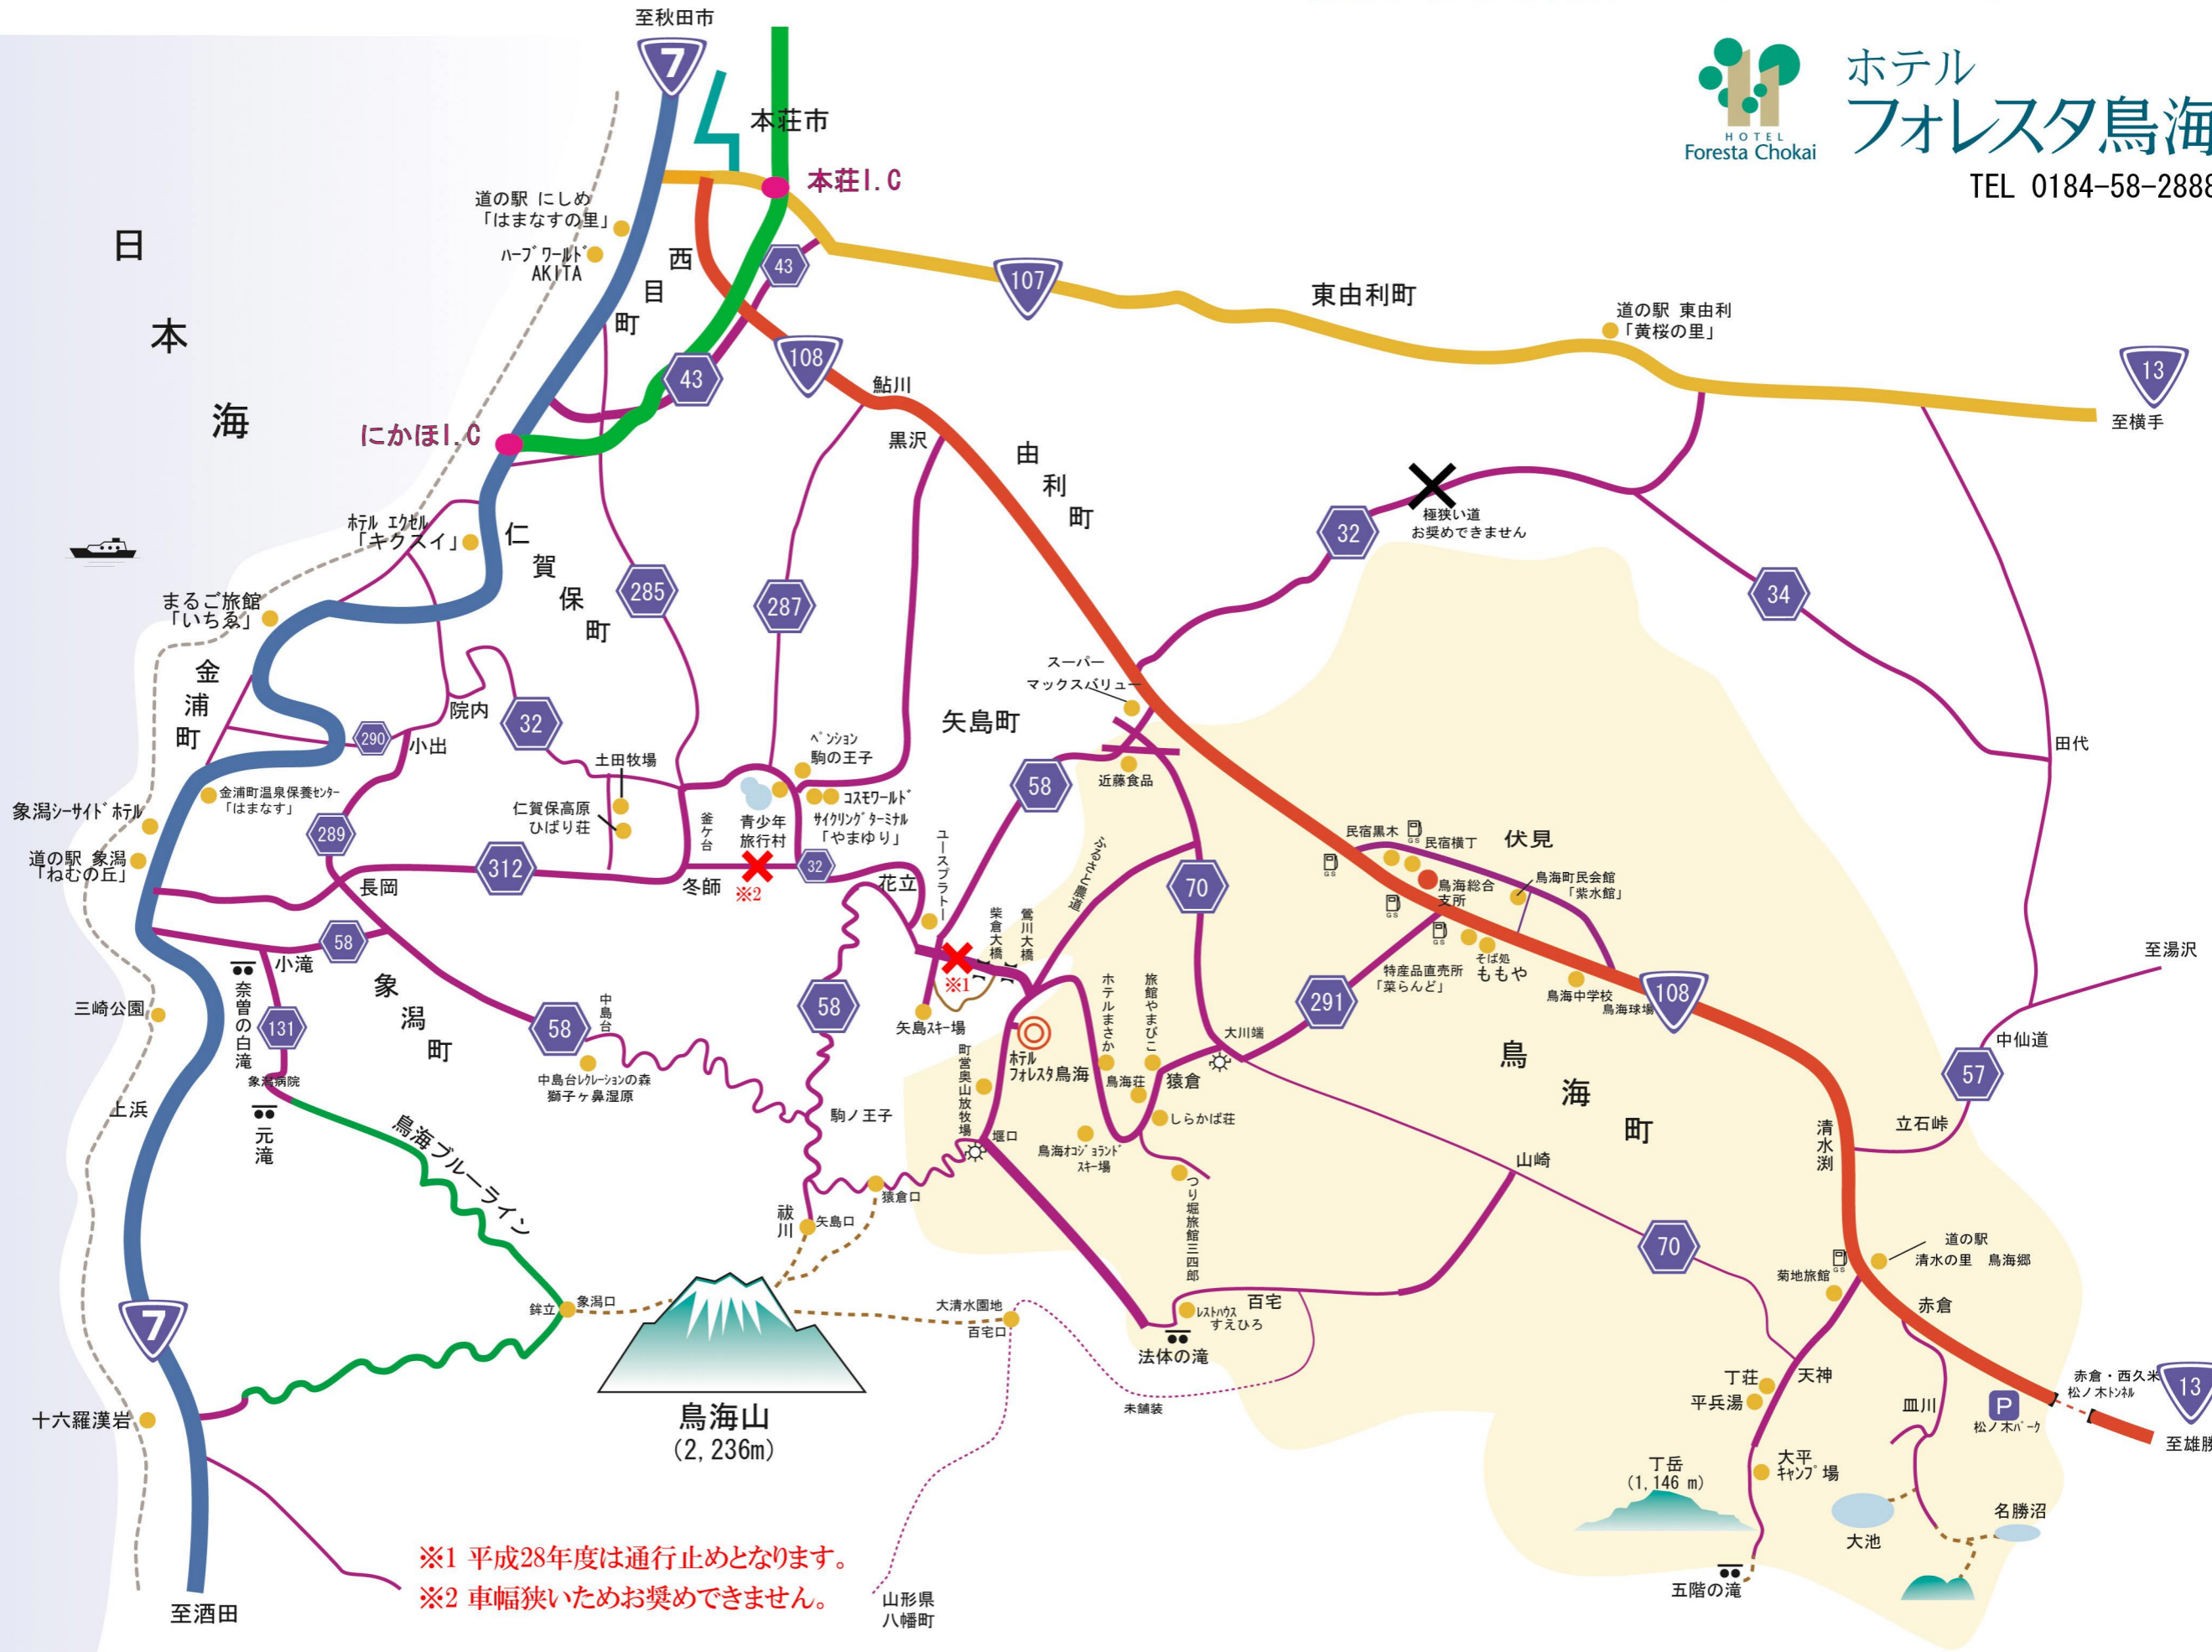 至秋田市
7
本荘市
本荘I.C
ホテル
フォレスタ鳥海
HOTEL
Foresta Chokai
TEL 0184-58-2888
日本海
道の駅 にしめ
「はまなすの里」
ハーブワールド
AKITA
西目町
43
107
東由利町
道の駅 東由利
「黄桜の里」
13
至横手
108
43
鮎川
黒沢
にかほI.C
由利町
32
極狭い道
お奨めできません
34
ホテル エクセル
「キクスイ」
仁賀保町
285
287
まるご旅館
「いちゑ」
金浦町
院内
32
290
小出
スーパー
マックスバリュー
矢島町
田代
ペンション
駒の王子
土田牧場
仁賀保高原
ひばり荘
コスモワールド
サイクリングターミナル
「やまゆり」
青少年
旅行村
釜ケ台
58
近藤食品
金浦町温泉保養センター
「はまなす」
象潟シーサイドホテル
道の駅 象潟
「ねむの丘」
289
312
長岡
冬師
※2
32
花立
ユースプラトー
ふるさと農道
70
民宿黒木
GS
民宿横丁
伏見
GS
鳥海総合
支所
鳥海町民会館
「紫水館」
GS
GS
そば処
ももや
特産品直売所
「菜らんど」
鳥海中学校
鳥海球場
108
291
至湯沢
中仙道
57
立石峠
58
小滝
奈曽の白滝
131
象潟病院
元滝
象潟町
三崎公園
上浜
58
中島台
中島台レクレーションの森
獅子ヶ鼻湿原
58
柴倉大橋
鶯川大橋
※1
矢島スキー場
ホテル
フォレスタ鳥海
町営奥山放牧場
ホテルまさか
旅館やまびこ
鳥海荘
猿倉
大川端
しらかば荘
鳥海オコジョランド
スキー場
つり堀旅館三四郎
堰口
駒ノ王子
猿倉口
祓川
矢島口
鳥海町
清水渕
山崎
70
鳥海ブルーライン
鉾立
象潟口
大清水園地
百宅口
レストハウス
すえひろ
百宅
法体の滝
未舗装
道の駅
清水の里 鳥海郷
GS
菊地旅館
赤倉
7
鳥海山
(2,236m)
十六羅漢岩
丁荘
平兵湯
天神
皿川
P
松ノ木パーク
赤倉・西久米
松ノ木トンネル
13
至雄勝
丁岳
(1,146 m)
大平
キャンプ場
大池
名勝沼
五階の滝
※1 平成28年度は通行止めとなります。
※2 車幅狭いためお奨めできません。
山形県
八幡町
至酒田